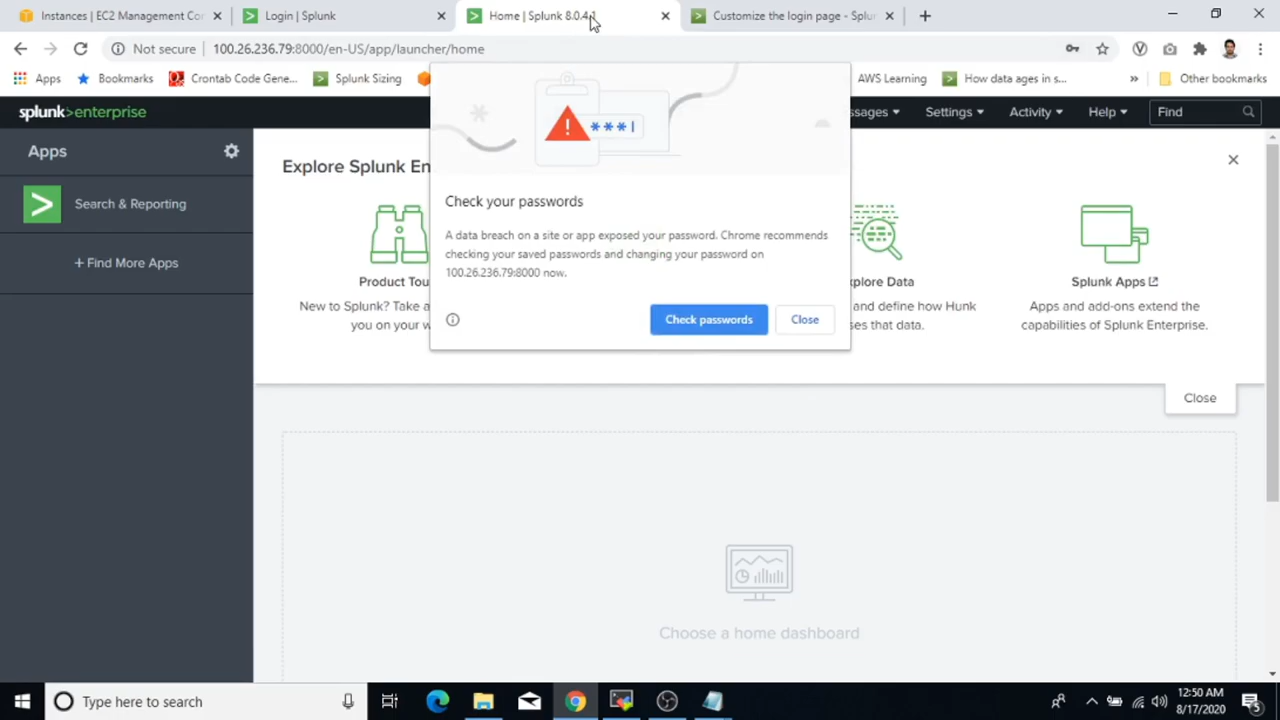 Instances | EC2 Management Con
Login | Splunk
Home | Splunk 8.0.4.1
Customize the login page - Splun
Not secure
100.26.236.79:8000/en-US/app/launcher/home
Apps
Bookmarks
Crontab Code Gene...
Splunk Sizing
AWS Learning
How data ages in s...
»
Other bookmarks
splunk>enterprise
ssages
Settings
Activity
Help
Find
Apps
Search & Reporting
+ Find More Apps
Explore Splunk En
Product Tou
New to Splunk? Take a
you on your w
plore Data
and define how Hunk
ses that data.
Splunk Apps
Apps and add-ons extend the
capabilities of Splunk Enterprise.
Close
***|
Check your passwords
A data breach on a site or app exposed your password. Chrome recommends
checking your saved passwords and changing your password on
100.26.236.79:8000 now.
Check passwords
Close
Choose a home dashboard
Type here to search
12:50 AM
8/17/2020
5